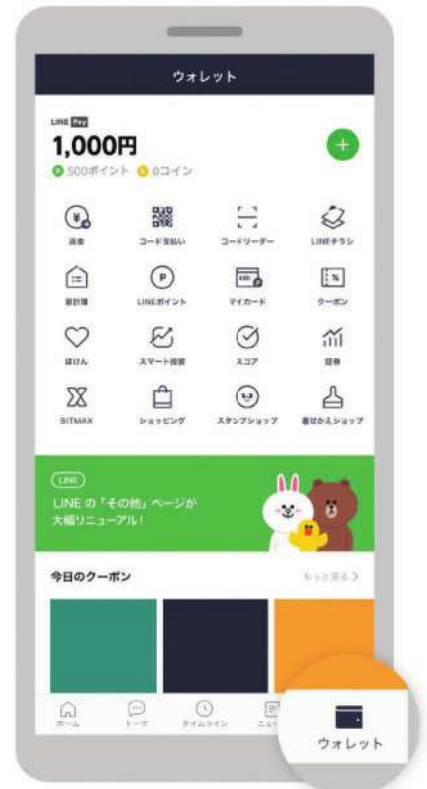 ウォレット
LINE Pay
1,000円
P 500ポイント L 0コイン
送金 コード支払い コードリーダー LINEチラシ
家計簿 LINEポイント マイカード クーポン
ほけん スマート投資 スコア 証券
BITMAX ショッピング スタンプショップ 着せかえショップ
LINE
LINE の「その他」ページが
大幅リニューアル!
今日のクーポン もっと見る >
ホーム トーク タイムライン ニュー
ウォレット